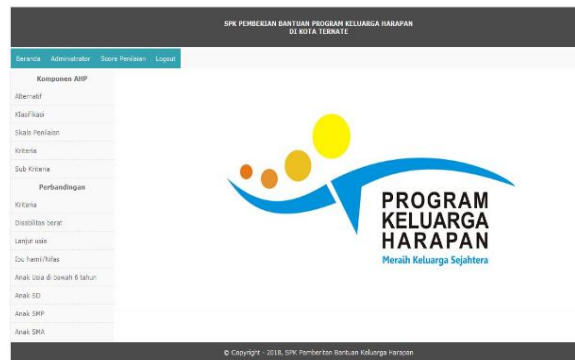 SPK PEMBERIAN BANTUAN PROGRAM KELUARGA HARAPAN
DI KOTA TERNATE
Beranda Administrator Score Penilaian Logout
Komponen AHP
Alternatif
Klasifikasi
Skala Penilaian
Kriteria
Sub Kriteria
Perbandingan
Kriteria
Disabilitas berat
Lanjut usia
Ibu hamil/Nifas
Anak Usia di bawah 6 tahun
Anak SD
Anak SMP
Anak SMA
PROGRAM
KELUARGA
HARAPAN
Meraih Keluarga Sejahtera
© Copyright - 2018, SPK Pemberian Bantuan Keluarga Harapan